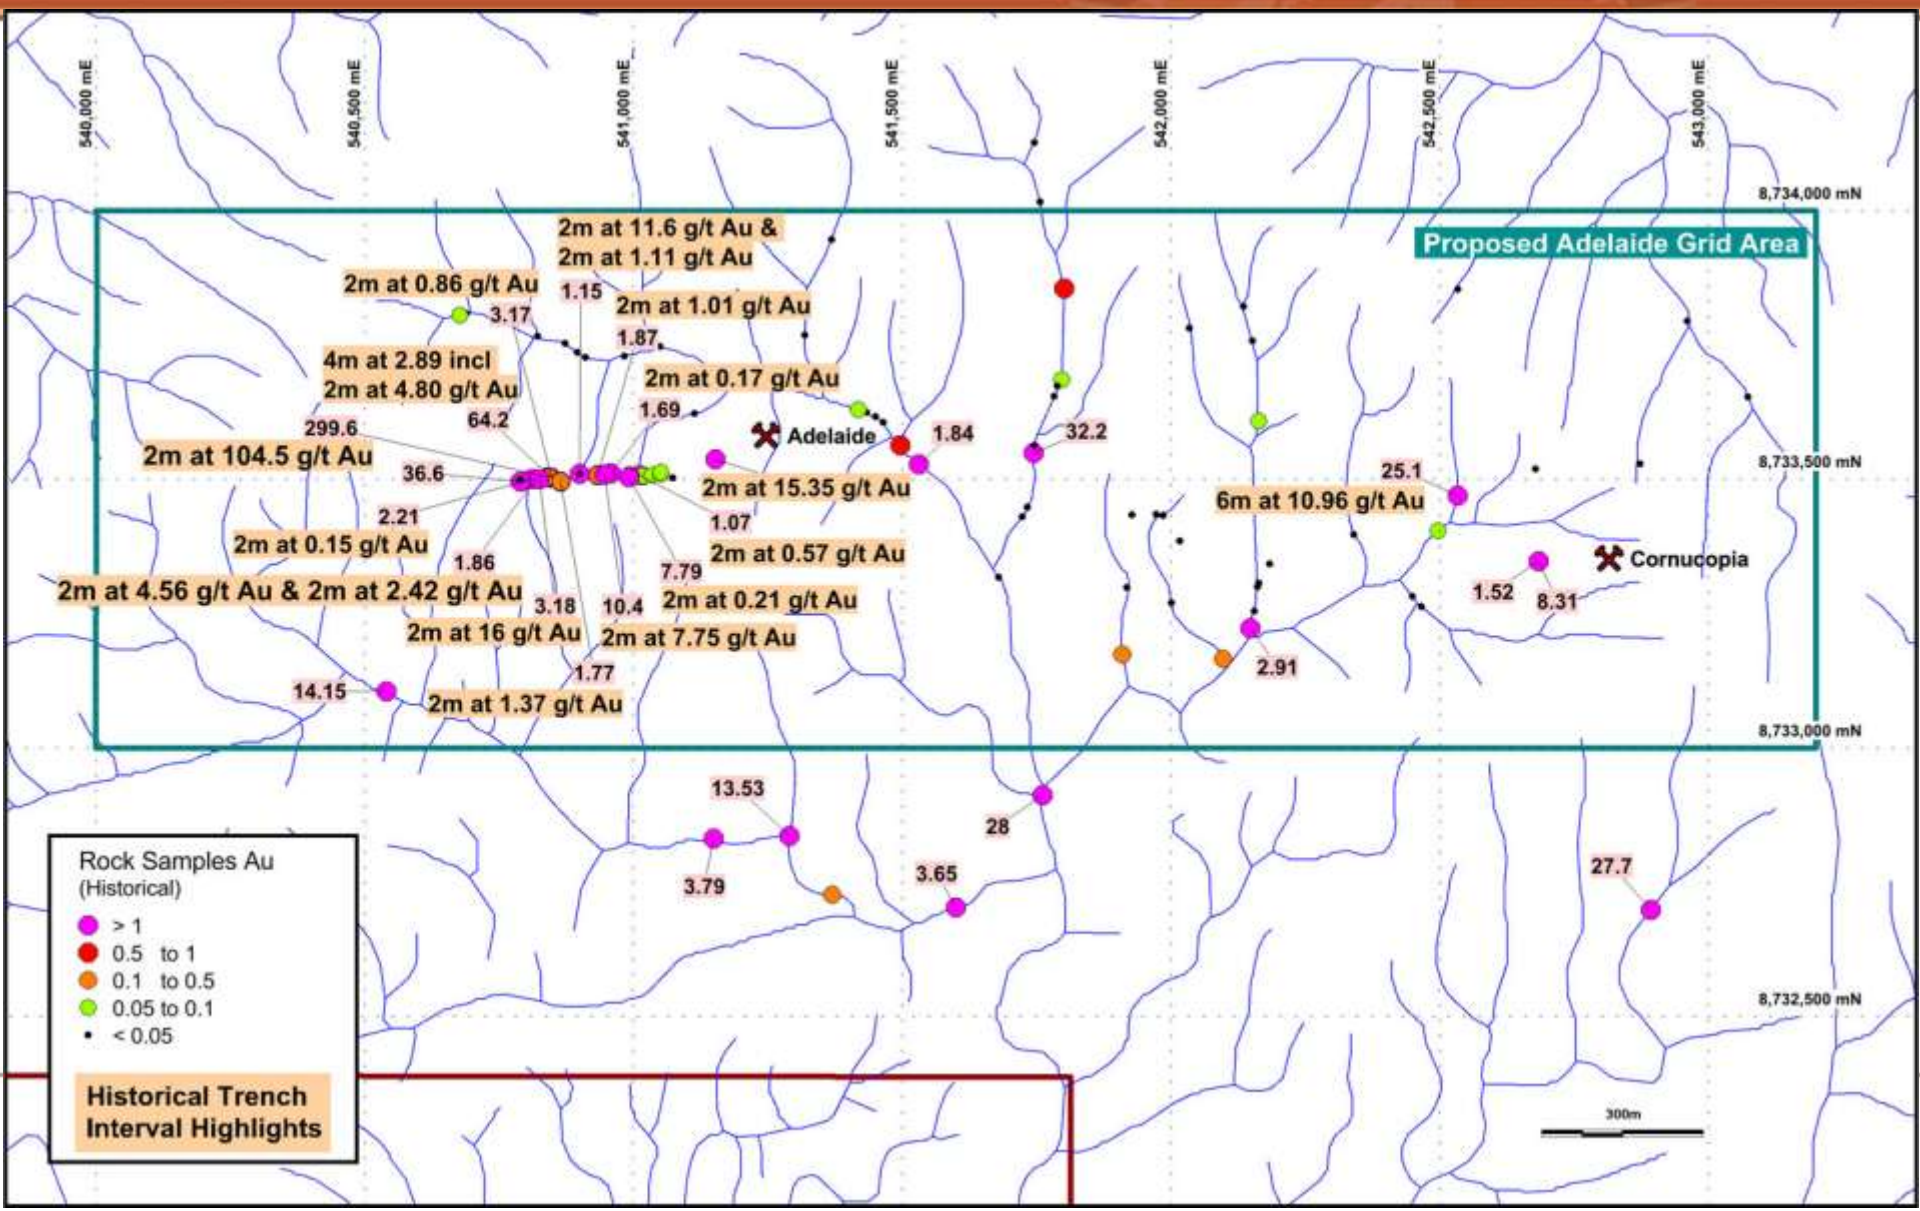 540,000 mE
540,500 mE
541,000 mE
541,500 mE
542,000 mE
542,500 mE
543,000 mE
8,734,000 mN
Proposed Adelaide Grid Area
2m at 11.6 g/t Au &
2m at 1.11 g/t Au
2m at 0.86 g/t Au
1.15
2m at 1.01 g/t Au
3.17
1.87
4m at 2.89 incl
2m at 4.80 g/t Au
2m at 0.17 g/t Au
1.69
64.2
299.6
Adelaide
1.84
32.2
2m at 104.5 g/t Au
8,733,500 mN
36.6
25.1
2m at 15.35 g/t Au
6m at 10.96 g/t Au
2.21
1.07
2m at 0.15 g/t Au
2m at 0.57 g/t Au
1.86
Cornucopia
7.79
2m at 4.56 g/t Au & 2m at 2.42 g/t Au
1.52
8.31
3.18
10.4
2m at 0.21 g/t Au
2m at 16 g/t Au
2m at 7.75 g/t Au
1.77
2.91
14.15
2m at 1.37 g/t Au
8,733,000 mN
13.53
28
3.79
3.65
27.7
Rock Samples Au
(Historical)
> 1
0.5 to 1
0.1 to 0.5
0.05 to 0.1
< 0.05
Historical Trench
Interval Highlights
8,732,500 mN
300m